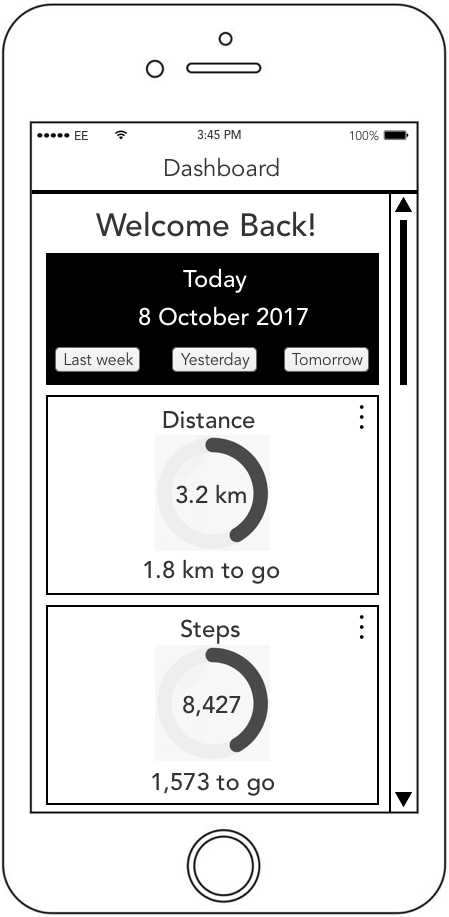 EE 3:45 PM 100%
Dashboard
Welcome Back!
Today
8 October 2017
Last week Yesterday Tomorrow
Distance
3.2 km
1.8 km to go
Steps
8,427
1,573 to go